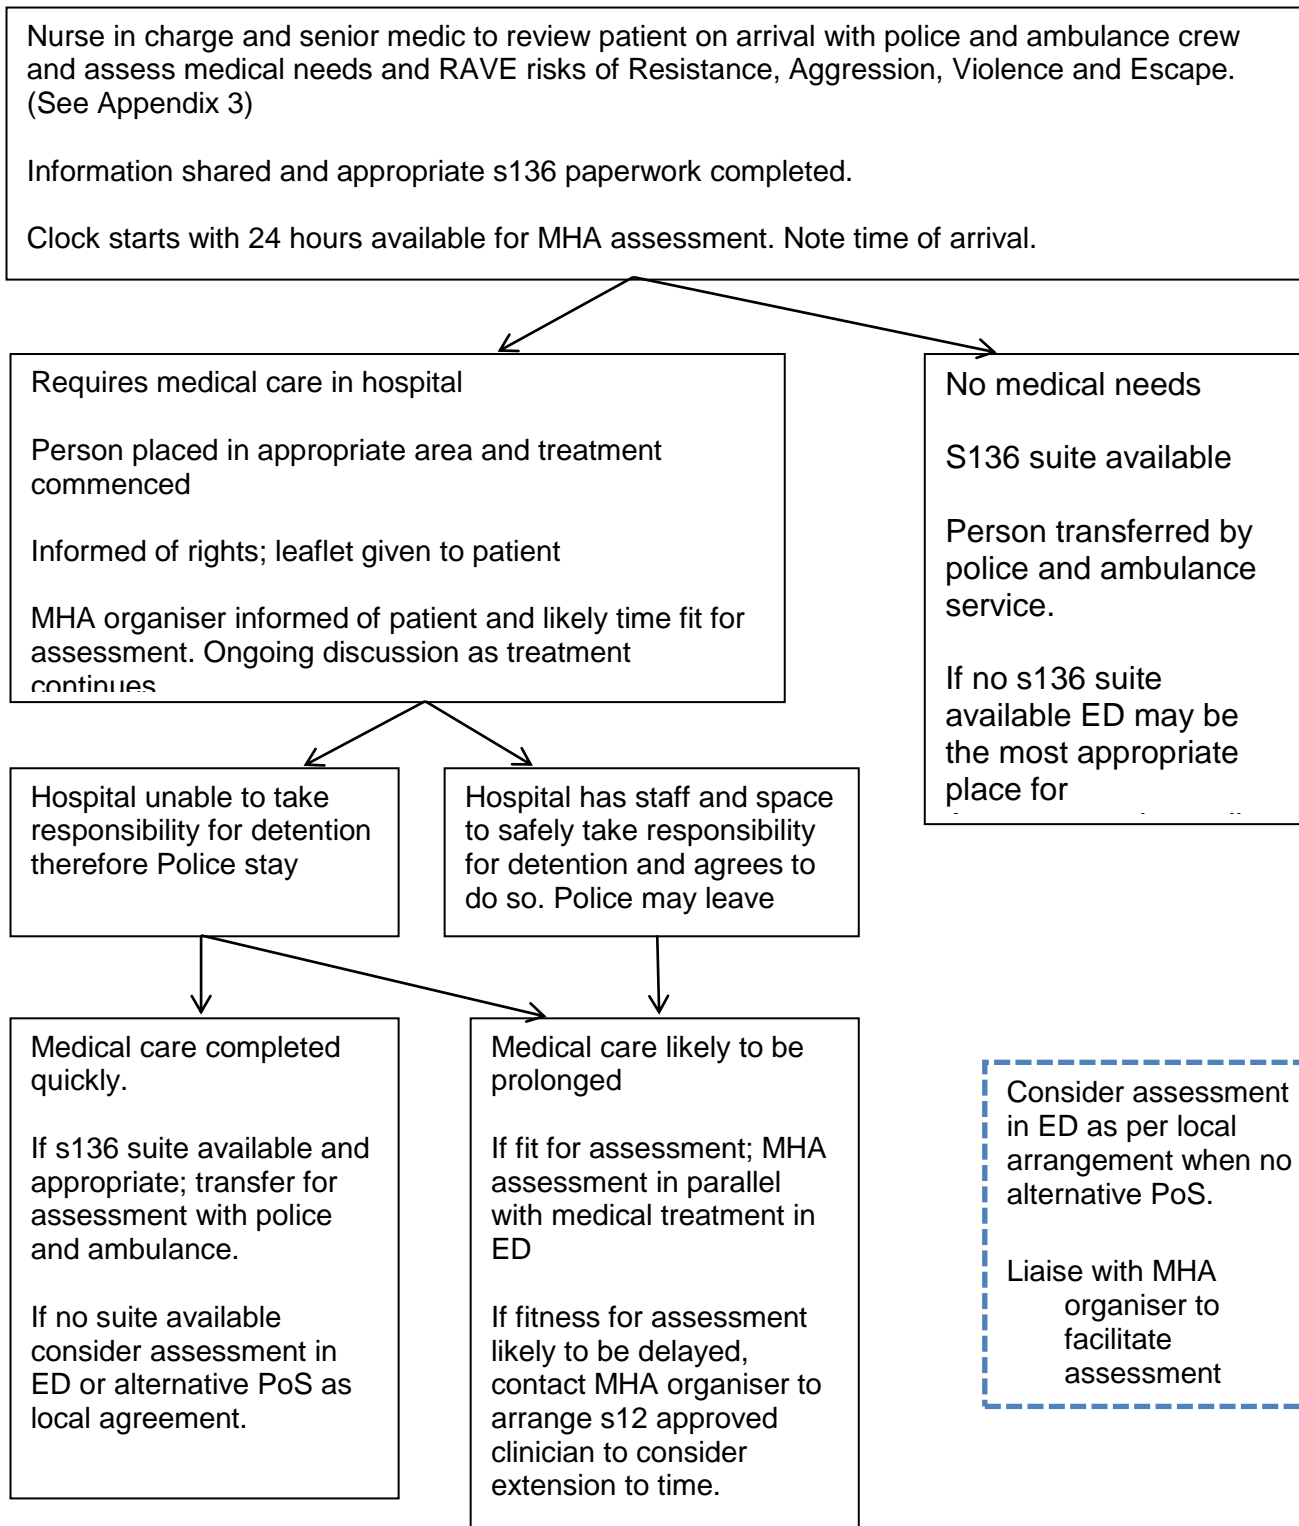 Nurse in charge and senior medic to review patient on arrival with police and ambulance crew
and assess medical needs and RAVE risks of Resistance, Aggression, Violence and Escape.
(See Appendix 3)
Information shared and appropriate s136 paperwork completed.
Clock starts with 24 hours available for MHA assessment. Note time of arrival.
Requires medical care in hospital
Person placed in appropriate area and treatment
commenced
Informed of rights; leaflet given to patient
MHA organiser informed of patient and likely time fit for
assessment. Ongoing discussion as treatment
continues
No medical needs
S136 suite available
Person transferred by
police and ambulance
service.
If no s136 suite
available ED may be
the most appropriate
place for
Hospital unable to take
responsibility for detention
therefore Police stay
Hospital has staff and space
to safely take responsibility
for detention and agrees to
do so. Police may leave
Medical care completed
quickly.
If s136 suite available and
appropriate; transfer for
assessment with police
and ambulance.
If no suite available
consider assessment in
ED or alternative PoS as
local agreement.
Medical care likely to be
prolonged
If fit for assessment; MHA
assessment in parallel
with medical treatment in
ED
If fitness for assessment
likely to be delayed,
contact MHA organiser to
arrange s12 approved
clinician to consider
extension to time.
Consider assessment
in ED as per local
arrangement when no
alternative PoS.
Liaise with MHA
organiser to
facilitate
assessment